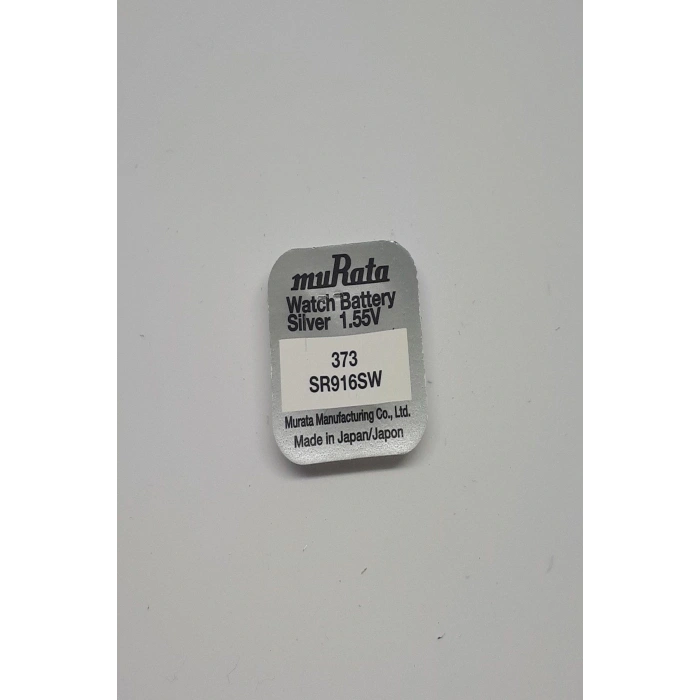 muRata
Watch Battery
Silver 1.55V
373
SR916SW
Murata Manufacturing Co., Ltd.
Made in Japan/Japon